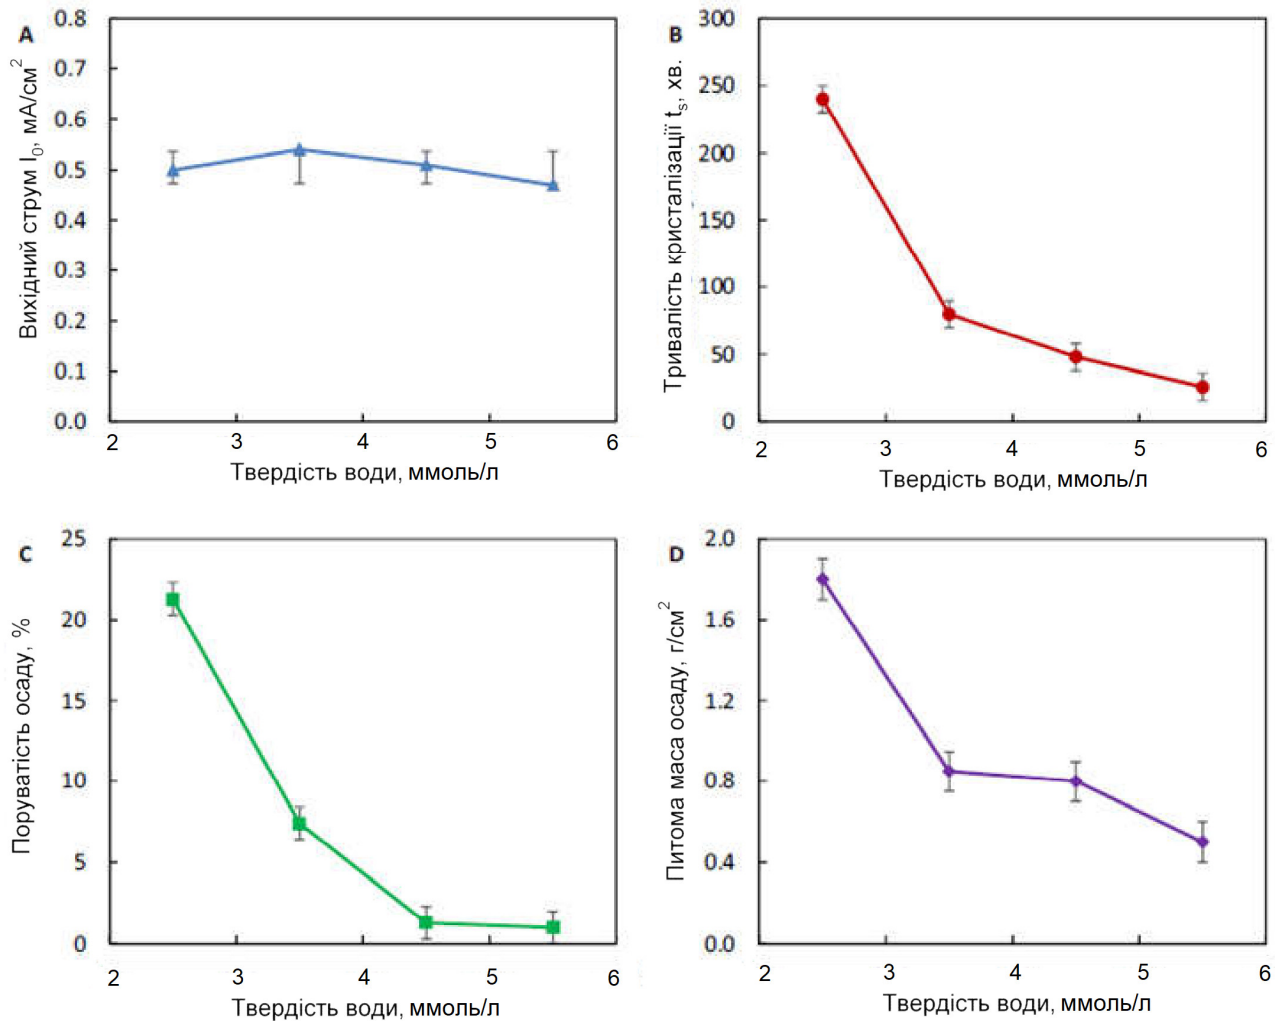 A
Вихідний струм I₀, мА/см²
0.8
0.7
0.6
0.5
0.4
0.3
0.2
0.1
0.0
2 3 4 5 6
Твердість води, ммоль/л
B
Тривалість кристалізації tₛ, хв.
300
250
200
150
100
50
0
2 3 4 5 6
Твердість води, ммоль/л
C
Поруватість осаду, %
25
20
15
10
5
0
2 3 4 5 6
Твердість води, ммоль/л
D
Питома маса осаду, г/см²
2.0
1.6
1.2
0.8
0.4
0.0
2 3 4 5 6
Твердість води, ммоль/л